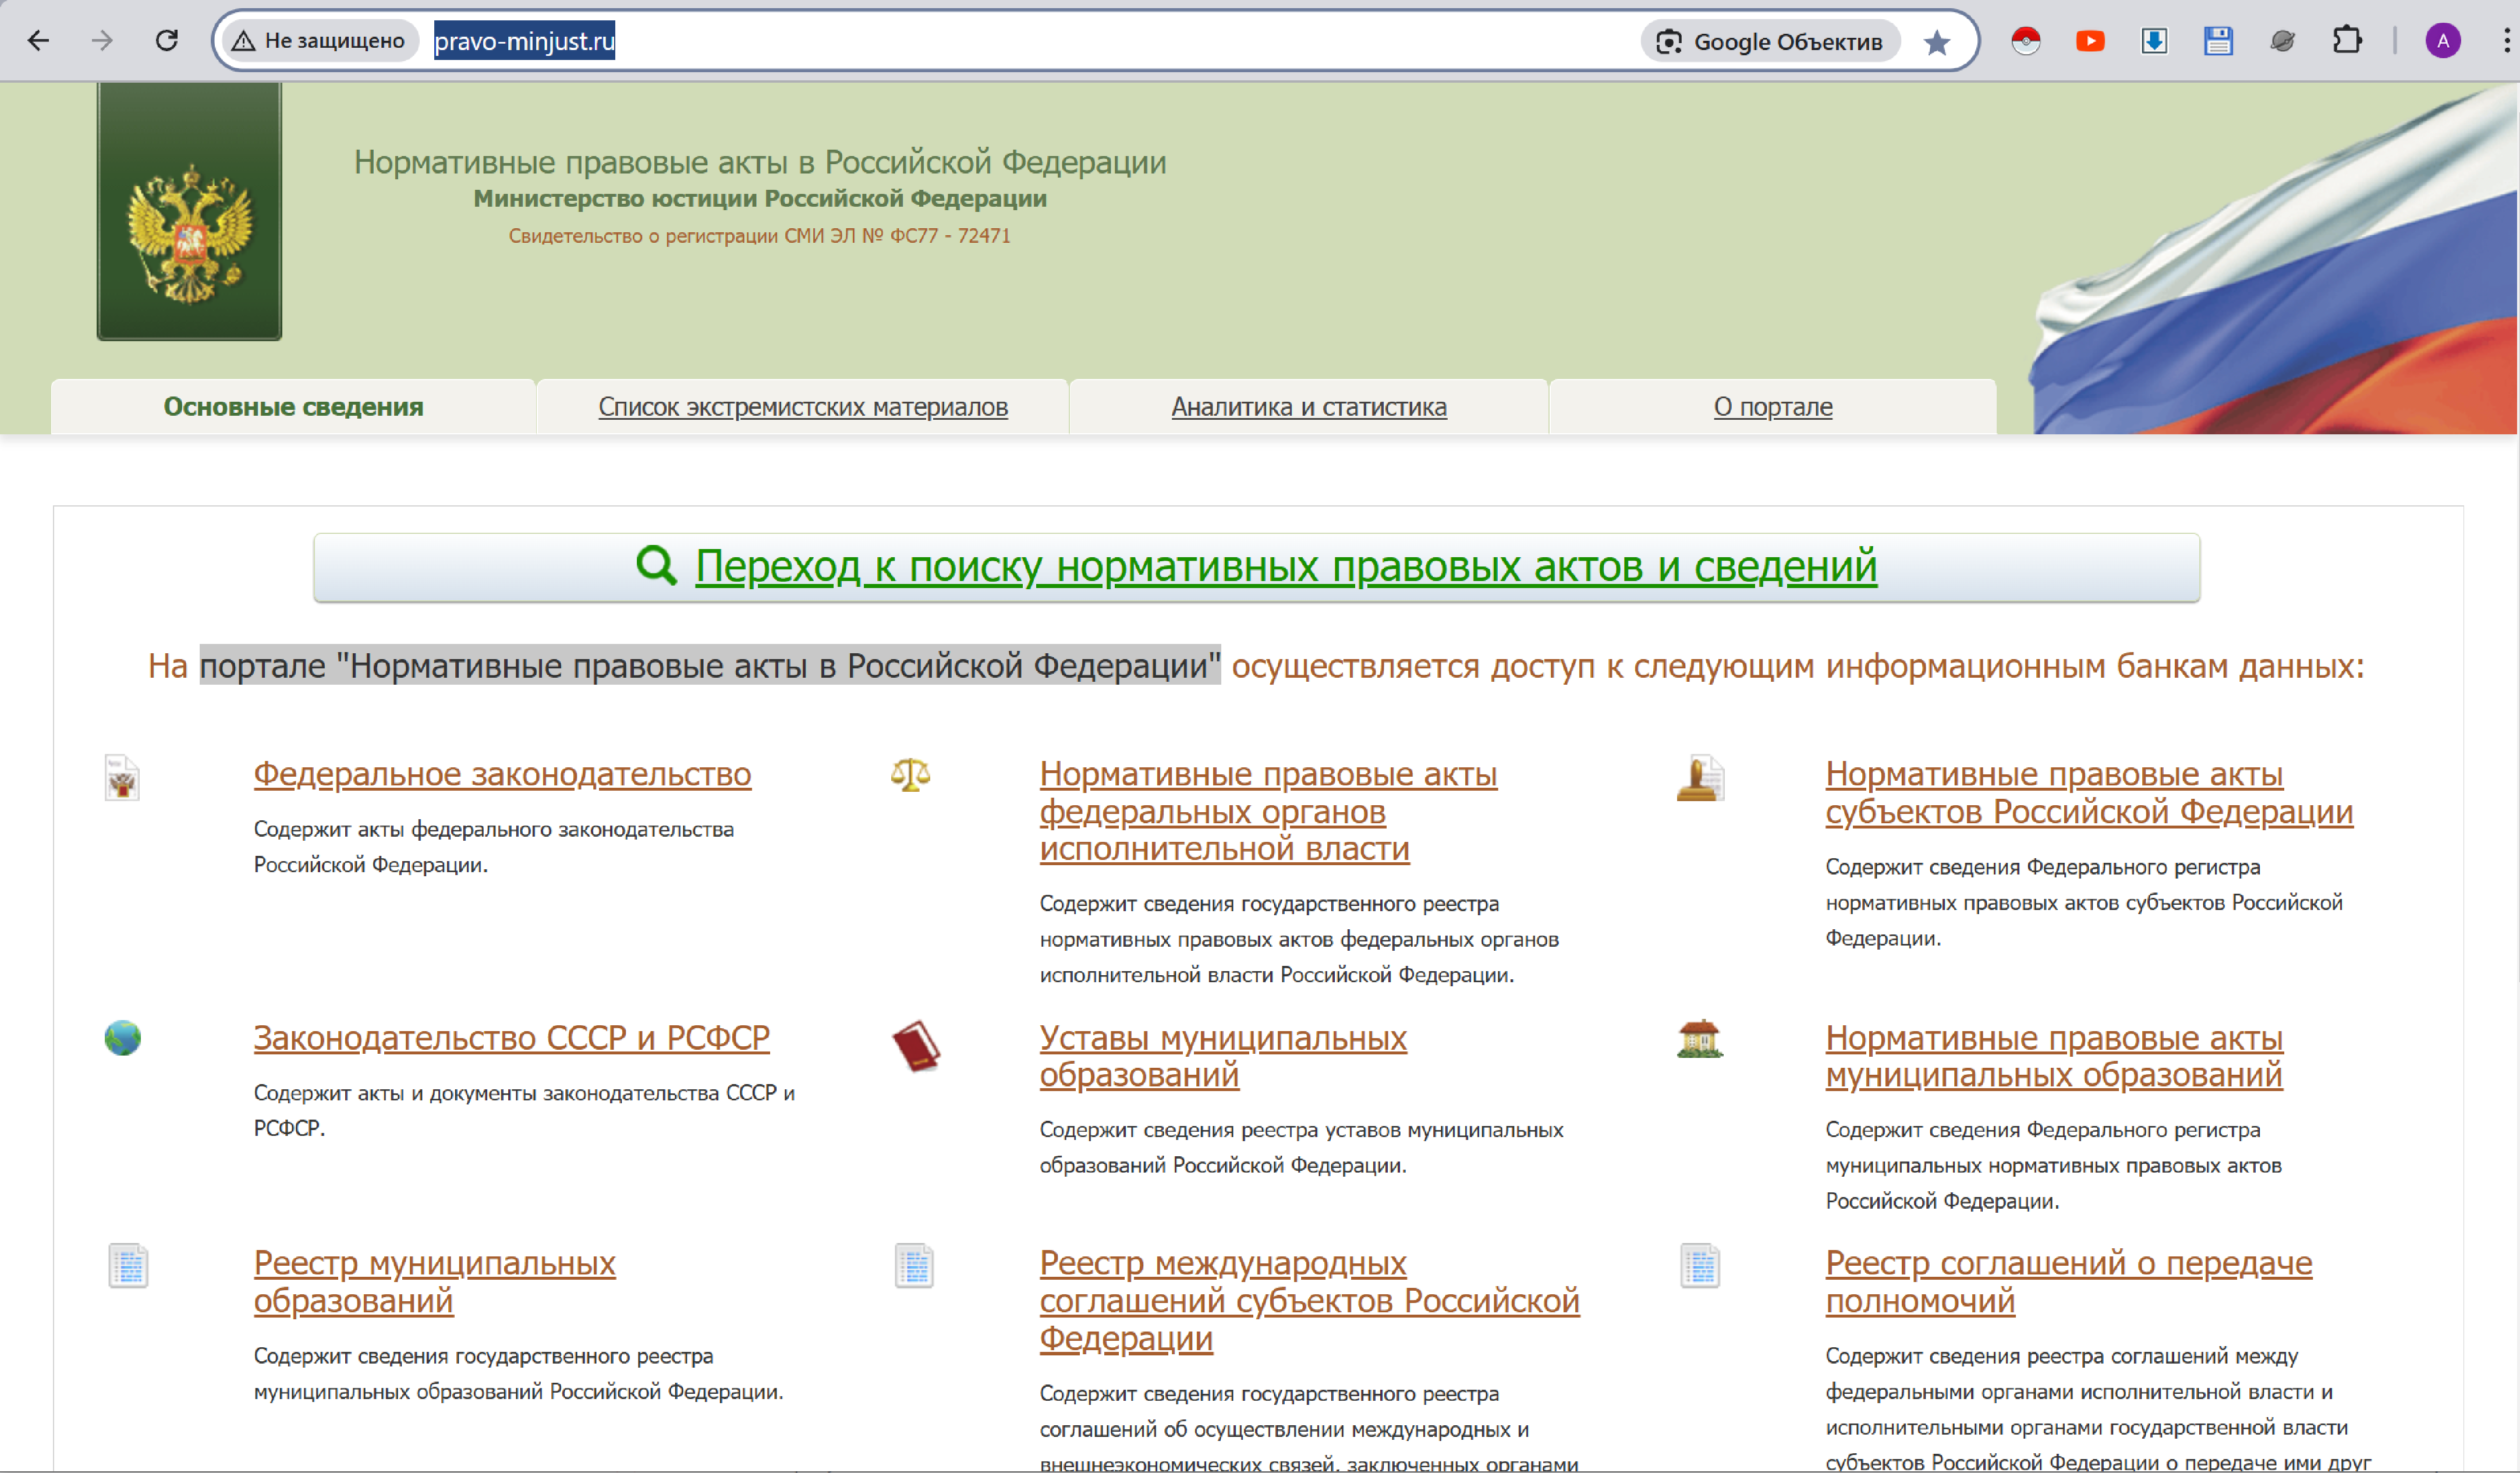 Не защищено
pravo-minjust.ru
Google Объектив
A
Нормативные правовые акты в Российской Федерации
Министерство юстиции Российской Федерации
Свидетельство о регистрации СМИ ЭЛ № ФС77 - 72471
Основные сведения
Список экстремистских материалов
Аналитика и статистика
О портале
Переход к поиску нормативных правовых актов и сведений
На портале "Нормативные правовые акты в Российской Федерации" осуществляется доступ к следующим информационным банкам данных:
Федеральное законодательство
Содержит акты федерального законодательства
Российской Федерации.
Нормативные правовые акты
федеральных органов
исполнительной власти
Содержит сведения государственного реестра
нормативных правовых актов федеральных органов
исполнительной власти Российской Федерации.
Нормативные правовые акты
субъектов Российской Федерации
Содержит сведения Федерального регистра
нормативных правовых актов субъектов Российской
Федерации.
Законодательство СССР и РСФСР
Содержит акты и документы законодательства СССР и
РСФСР.
Уставы муниципальных
образований
Содержит сведения реестра уставов муниципальных
образований Российской Федерации.
Нормативные правовые акты
муниципальных образований
Содержит сведения Федерального регистра
муниципальных нормативных правовых актов
Российской Федерации.
Реестр муниципальных
образований
Содержит сведения государственного реестра
муниципальных образований Российской Федерации.
Реестр международных
соглашений субъектов Российской
Федерации
Содержит сведения государственного реестра
соглашений об осуществлении международных и
внешнеэкономических связей, заключенных органами
Реестр соглашений о передаче
полномочий
Содержит сведения реестра соглашений между
федеральными органами исполнительной власти и
исполнительными органами государственной власти
субъектов Российской Федерации о передаче ими друг